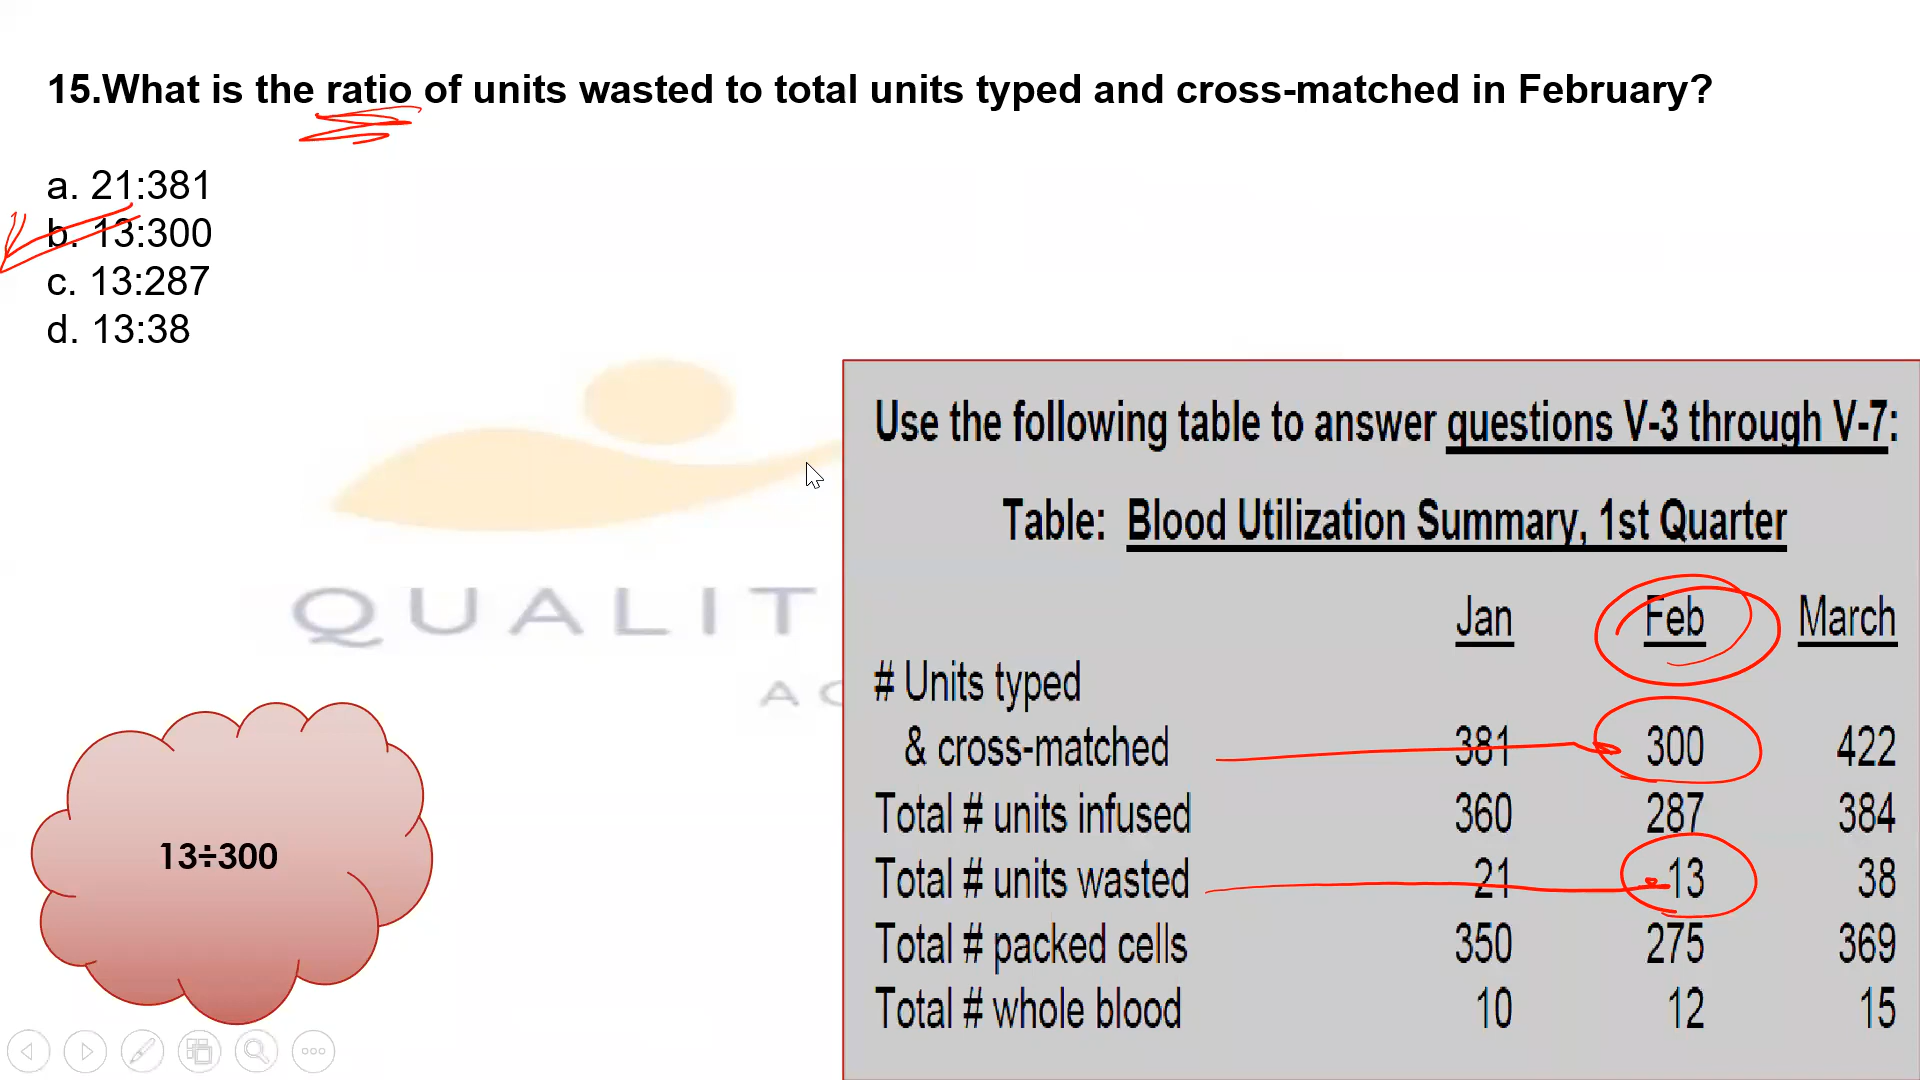 15.What is the ratio of units wasted to total units typed and cross-matched in February?
a. 21:381
b. 13:300
c. 13:287
d. 13:38
Use the following table to answer questions V-3 through V-7:
Table: Blood Utilization Summary, 1st Quarter
Jan Feb March
# Units typed
& cross-matched 381 300 422
Total # units infused 360 287 384
Total # units wasted 21 13 38
Total # packed cells 350 275 369
Total # whole blood 10 12 15
13÷300
QUALIT
AC